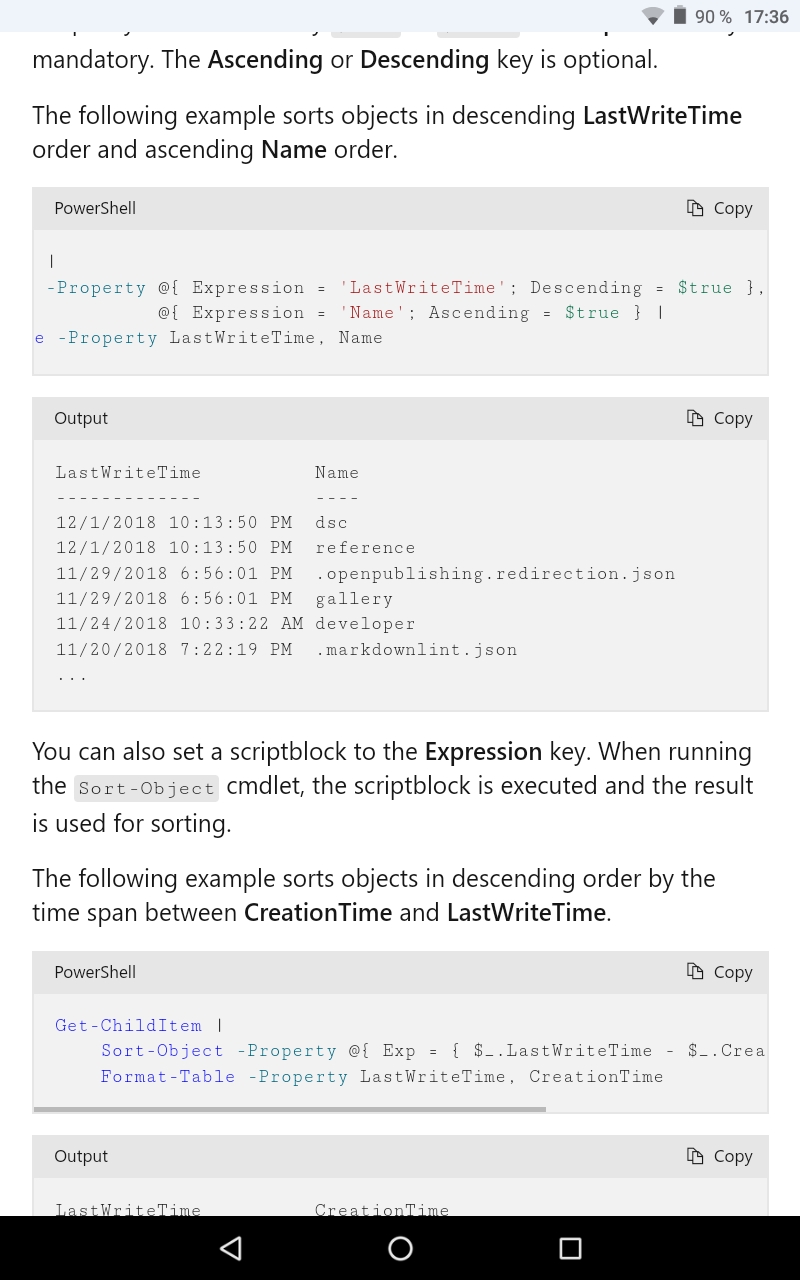 90 % 17:36
mandatory. The Ascending or Descending key is optional.
The following example sorts objects in descending LastWriteTime
order and ascending Name order.
PowerShell Copy
|
-Property @{ Expression = 'LastWriteTime'; Descending = $true },
@{ Expression = 'Name'; Ascending = $true } |
e -Property LastWriteTime, Name
Output Copy
LastWriteTime Name
------------- ----
12/1/2018 10:13:50 PM dsc
12/1/2018 10:13:50 PM reference
11/29/2018 6:56:01 PM .openpublishing.redirection.json
11/29/2018 6:56:01 PM gallery
11/24/2018 10:33:22 AM developer
11/20/2018 7:22:19 PM .markdownlint.json
...
You can also set a scriptblock to the Expression key. When running
the Sort-Object cmdlet, the scriptblock is executed and the result
is used for sorting.
The following example sorts objects in descending order by the
time span between CreationTime and LastWriteTime.
PowerShell Copy
Get-ChildItem |
Sort-Object -Property @{ Exp = { $_.LastWriteTime - $_.Crea
Format-Table -Property LastWriteTime, CreationTime
Output Copy
LastWriteTime CreationTime